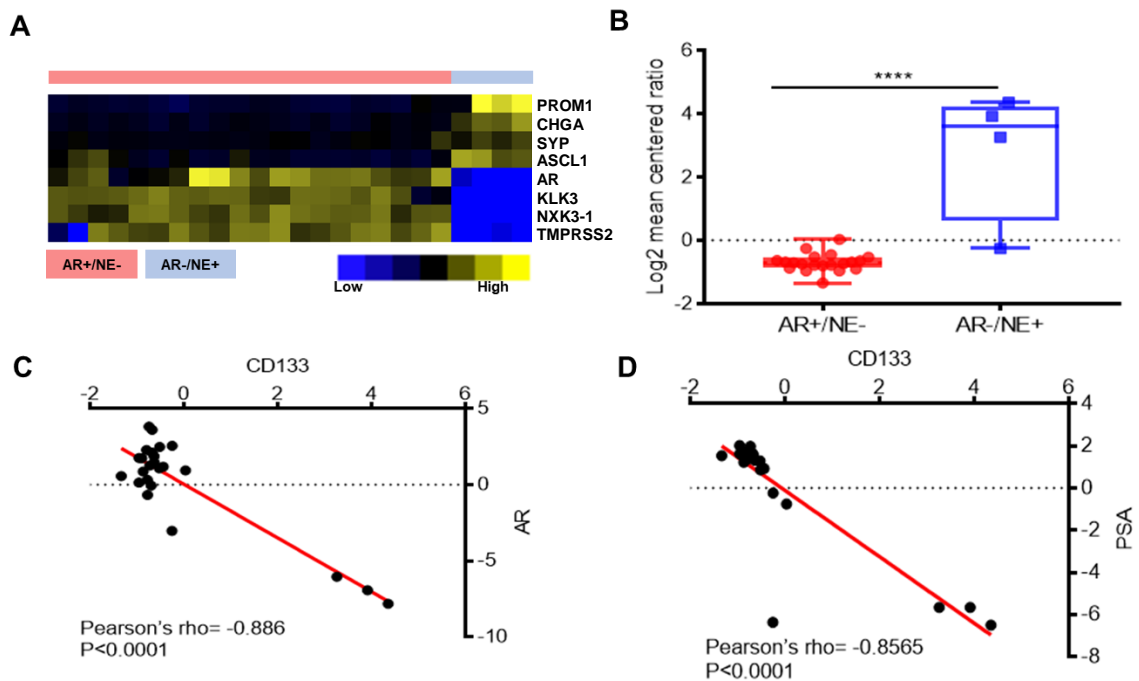 A
PROM1
CHGA
SYP
ASCL1
AR
KLK3
NXK3-1
TMPRSS2
AR+/NE-
AR-/NE+
Low
High
B
Log2 mean centered ratio
6
4
2
0
-2
****
AR+/NE-
AR-/NE+
C
CD133
-2
0
2
4
6
5
0
-5
-10
AR
Pearson's rho= -0.886
P<0.0001
D
CD133
-2
0
2
4
6
4
2
0
-2
-4
-6
-8
PSA
Pearson's rho= -0.8565
P<0.0001